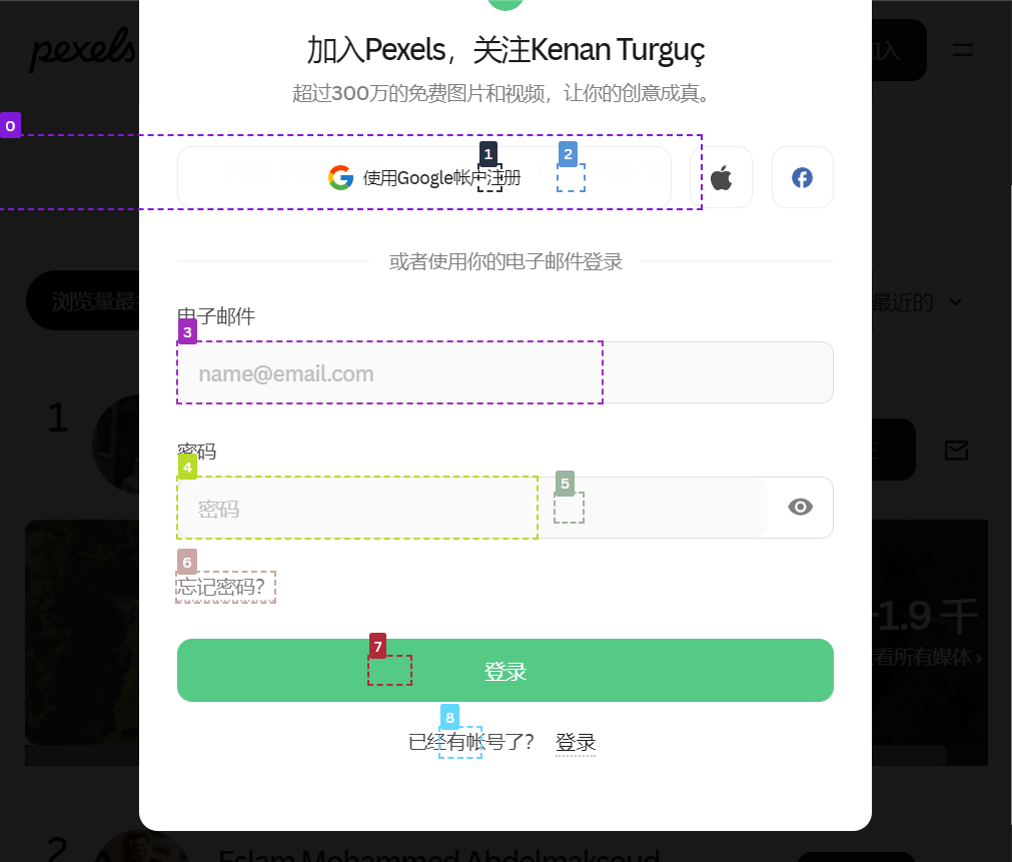 pexels
加入
加入Pexels，关注Kenan Turguç
超过300万的免费图片和视频，让你的创意成真。
0
1
2
使用Google帐户注册
或者使用你的电子邮件登录
浏览量最
最近的
电子邮件
3
name@email.com
1
密码
4
密码
5
6
忘记密码？
1.9 千
看所有媒体 ›
7
登录
8
已经有帐号了？ 登录
2
Eslam Mohammed Abdelmaksoud